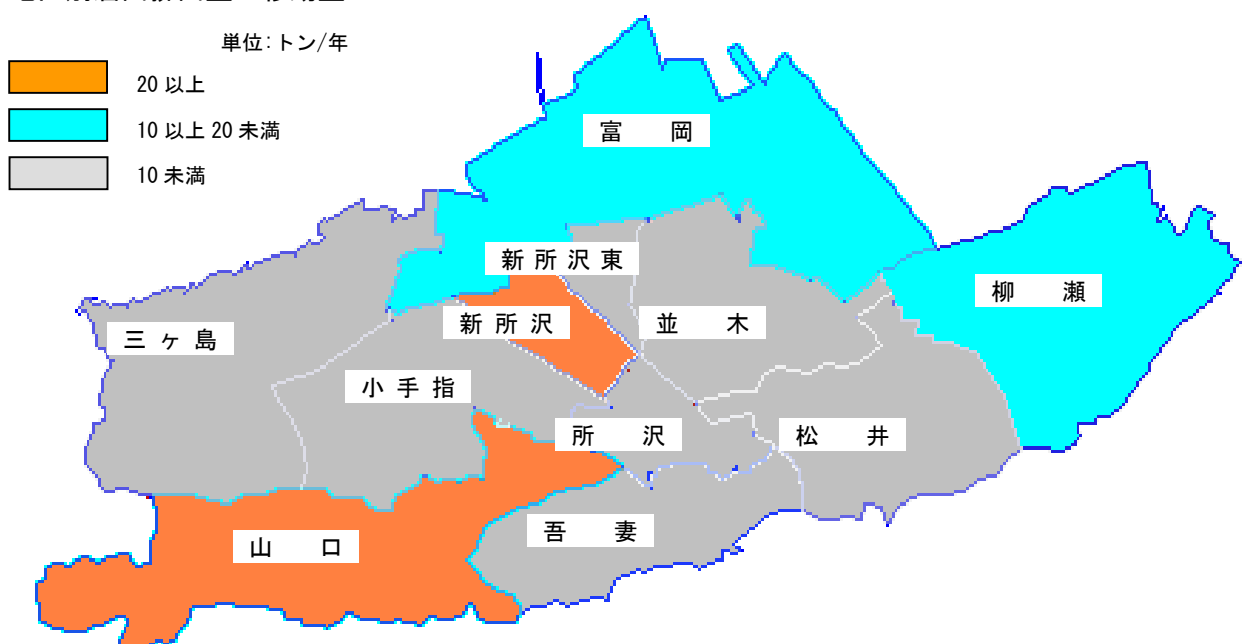 単位：トン/年
20 以上
10 以上 20 未満
10 未満
富 岡
新 所 沢 東
柳 瀬
新 所 沢
並 木
三 ヶ 島
小 手 指
所 沢
松 井
吾 妻
山 口